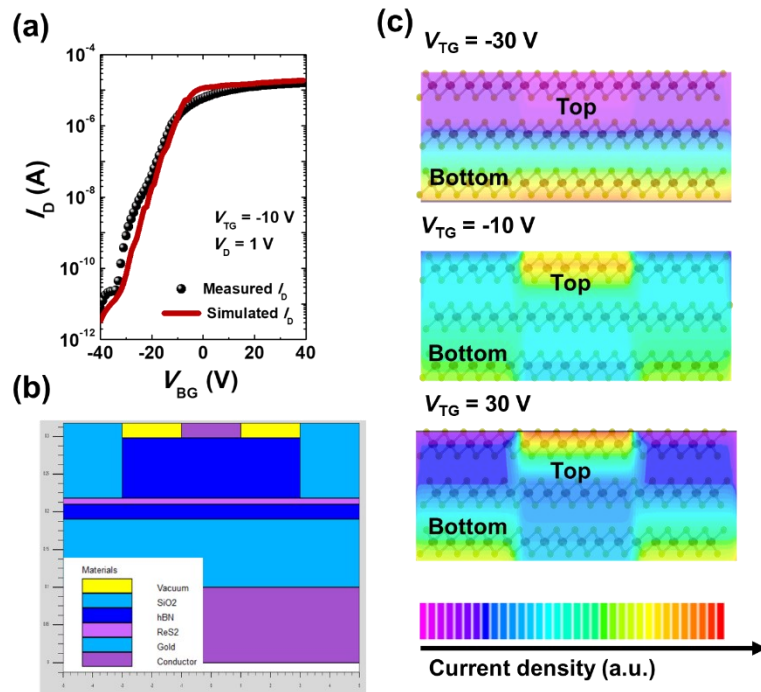 (a)
10⁻⁴
10⁻⁶
10⁻⁸
10⁻¹⁰
10⁻¹²
I_D (A)
V_TG = -10 V
V_D = 1 V
Measured I_D
Simulated I_D
-40 -20 0 20 40
V_BG (V)
(b)
Materials
Vacuum
SiO2
hBN
ReS2
Gold
Conductor
(c)
V_TG = -30 V
Top
Bottom
V_TG = -10 V
Top
Bottom
V_TG = 30 V
Top
Bottom
Current density (a.u.)